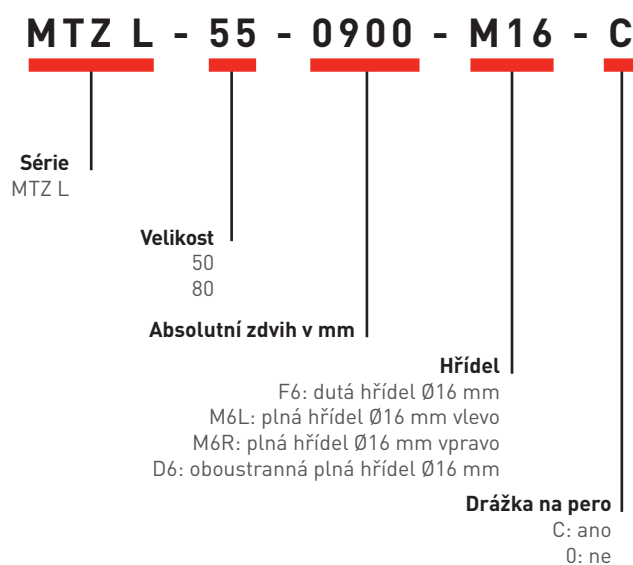 MTZ L - 55 - 0900 - M16 - C
Série
MTZ L
Velikost
50
80
Absolutní zdvih v mm
Hřídel
F6: dutá hřídel Ø16 mm
M6L: plná hřídel Ø16 mm vlevo
M6R: plná hřídel Ø16 mm vpravo
D6: oboustranná plná hřídel Ø16 mm
Drážka na pero
C: ano
0: ne